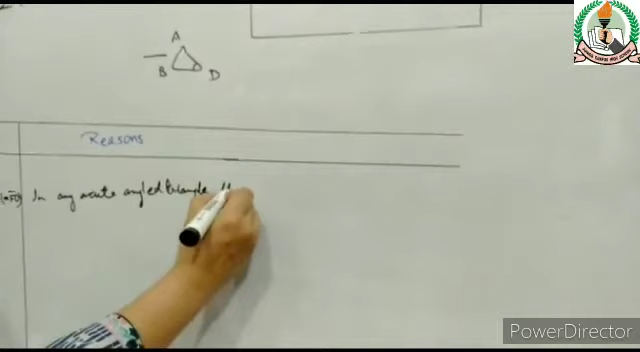 A
B D
Reasons
In any acute angled triangle
PowerDirector